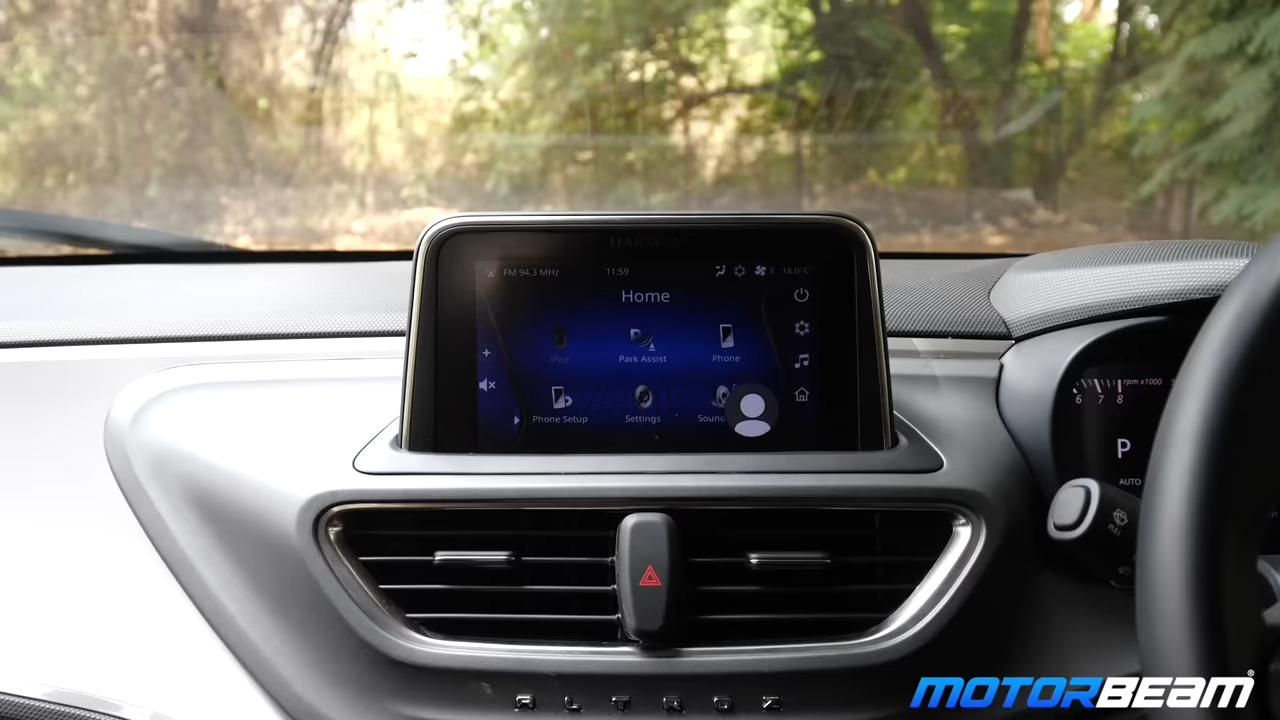 HARMAN
FM 94.3 MHz 11:59 3 18.0°C
Home
iPod Park Assist Phone
Phone Setup Settings Sound
rpm x1000
6 7 8
P
AUTO
PULL
ALTROZ
MOTORBEAM®